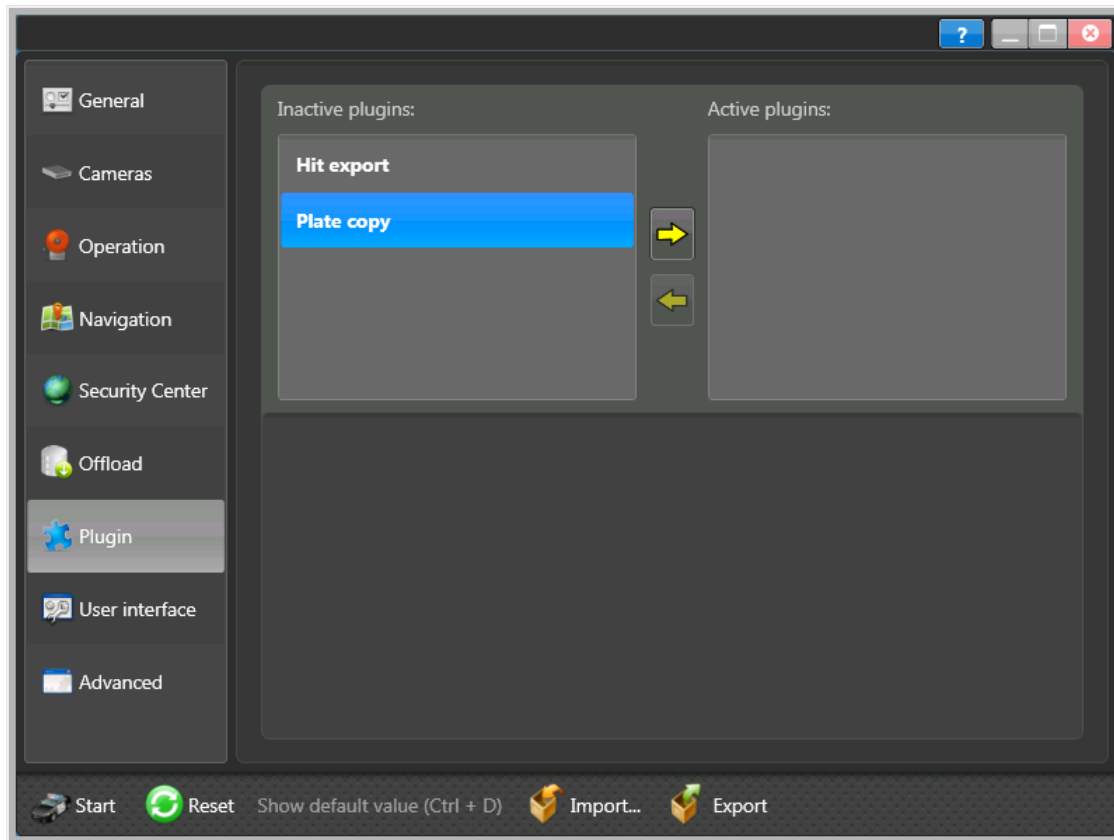 ?
General
Cameras
Operation
Navigation
Security Center
Offload
Plugin
User interface
Advanced
Inactive plugins:
Hit export
Plate copy
Active plugins:
Start
Reset
Show default value (Ctrl + D)
Import...
Export